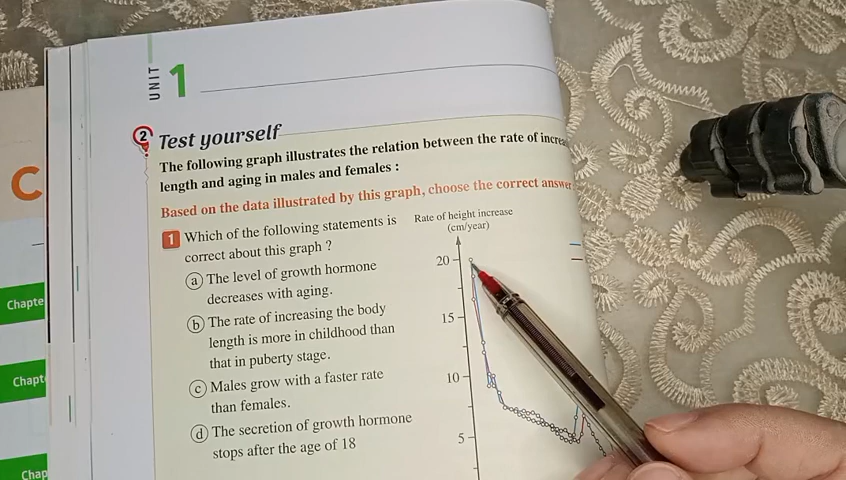 UNIT 1
2 Test yourself
The following graph illustrates the relation between the rate of
length and aging in males and females :
Based on the data illustrated by this graph, choose the correct
1 Which of the following statements is
correct about this graph ?
a The level of growth hormone
decreases with aging.
b The rate of increasing the body
length is more in childhood than
that in puberty stage.
c Males grow with a faster rate
than females.
d The secretion of growth hormone
stops after the age of 18
Rate of height increase
(cm/year)
20
15
10
5
C